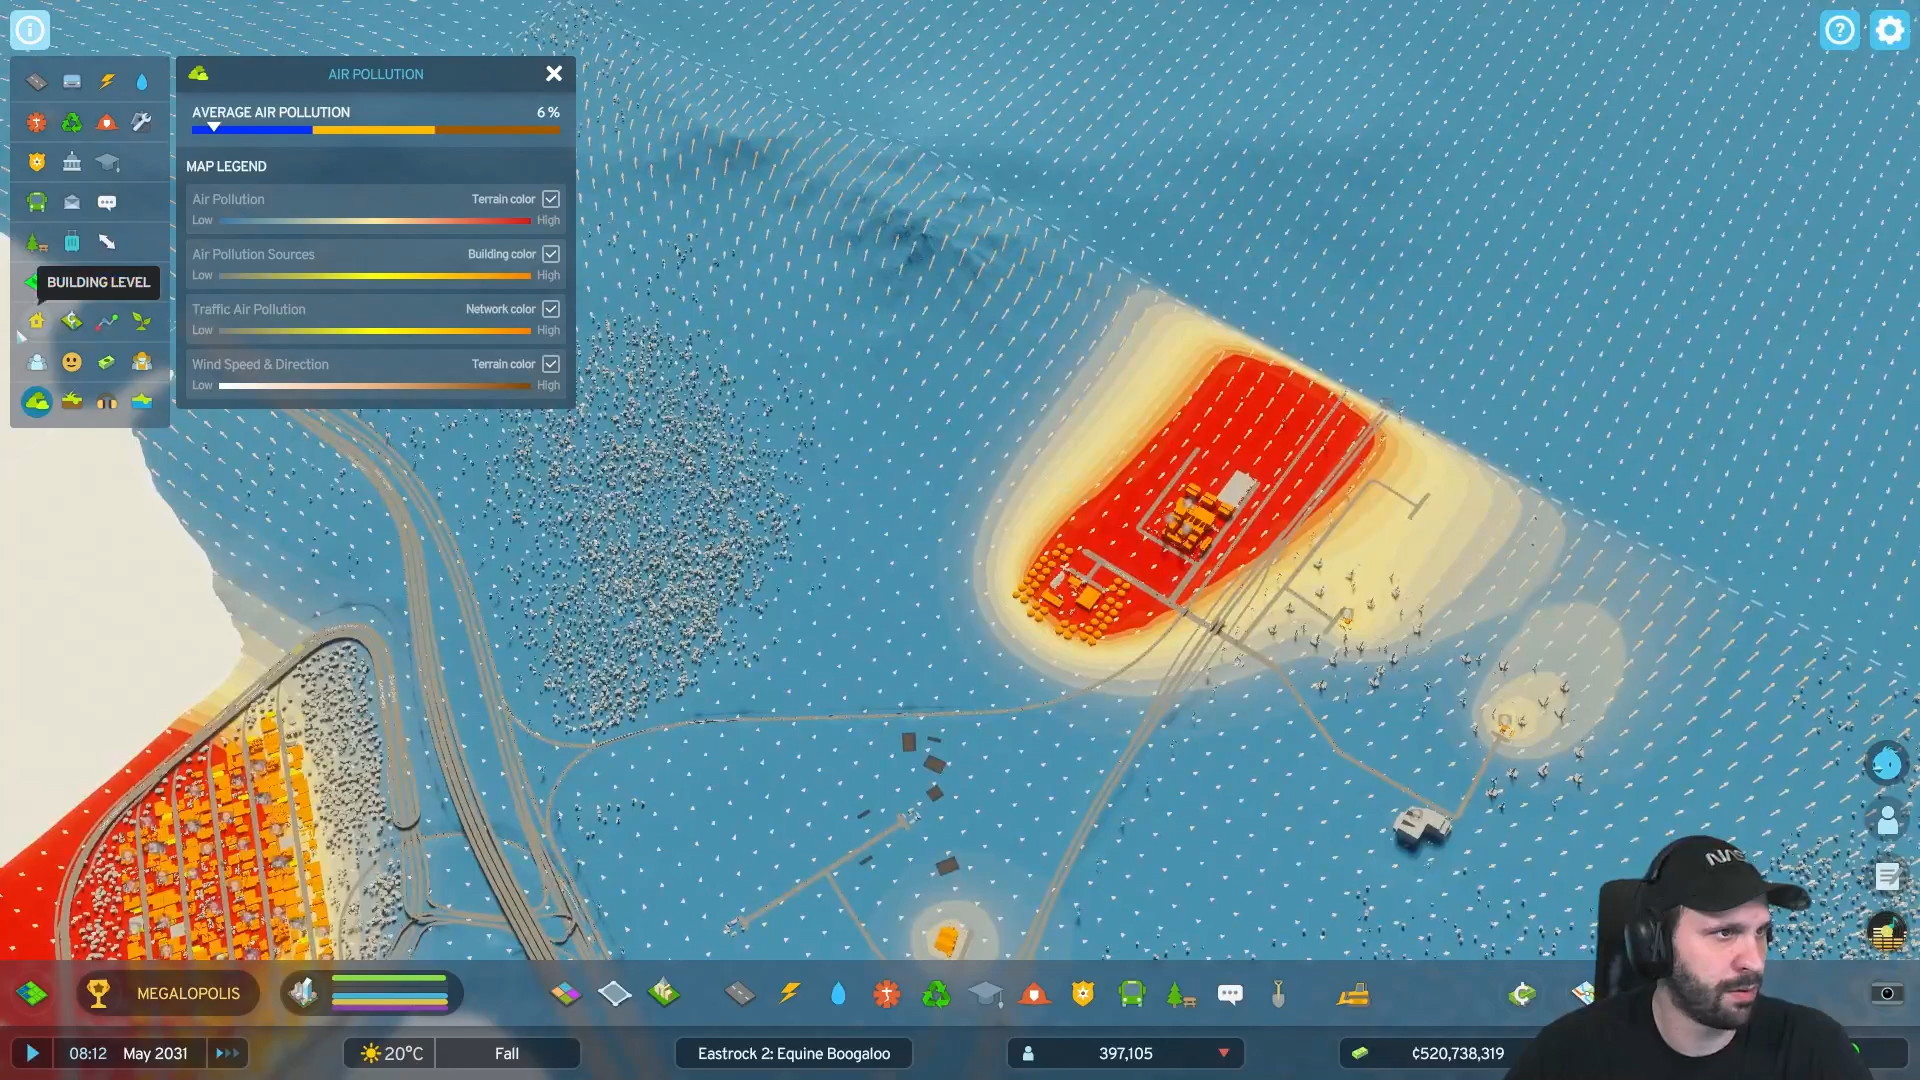 AIR POLLUTION
AVERAGE AIR POLLUTION 6 %
MAP LEGEND
Air Pollution Terrain color
Low High
Air Pollution Sources Building color
Low High
Traffic Air Pollution Network color
Low High
Wind Speed & Direction Terrain color
Low High
BUILDING LEVEL
MEGALOPOLIS
08:12 May 2031
20°C Fall
Eastrock 2: Equine Boogaloo
397,105
¢520,738,319